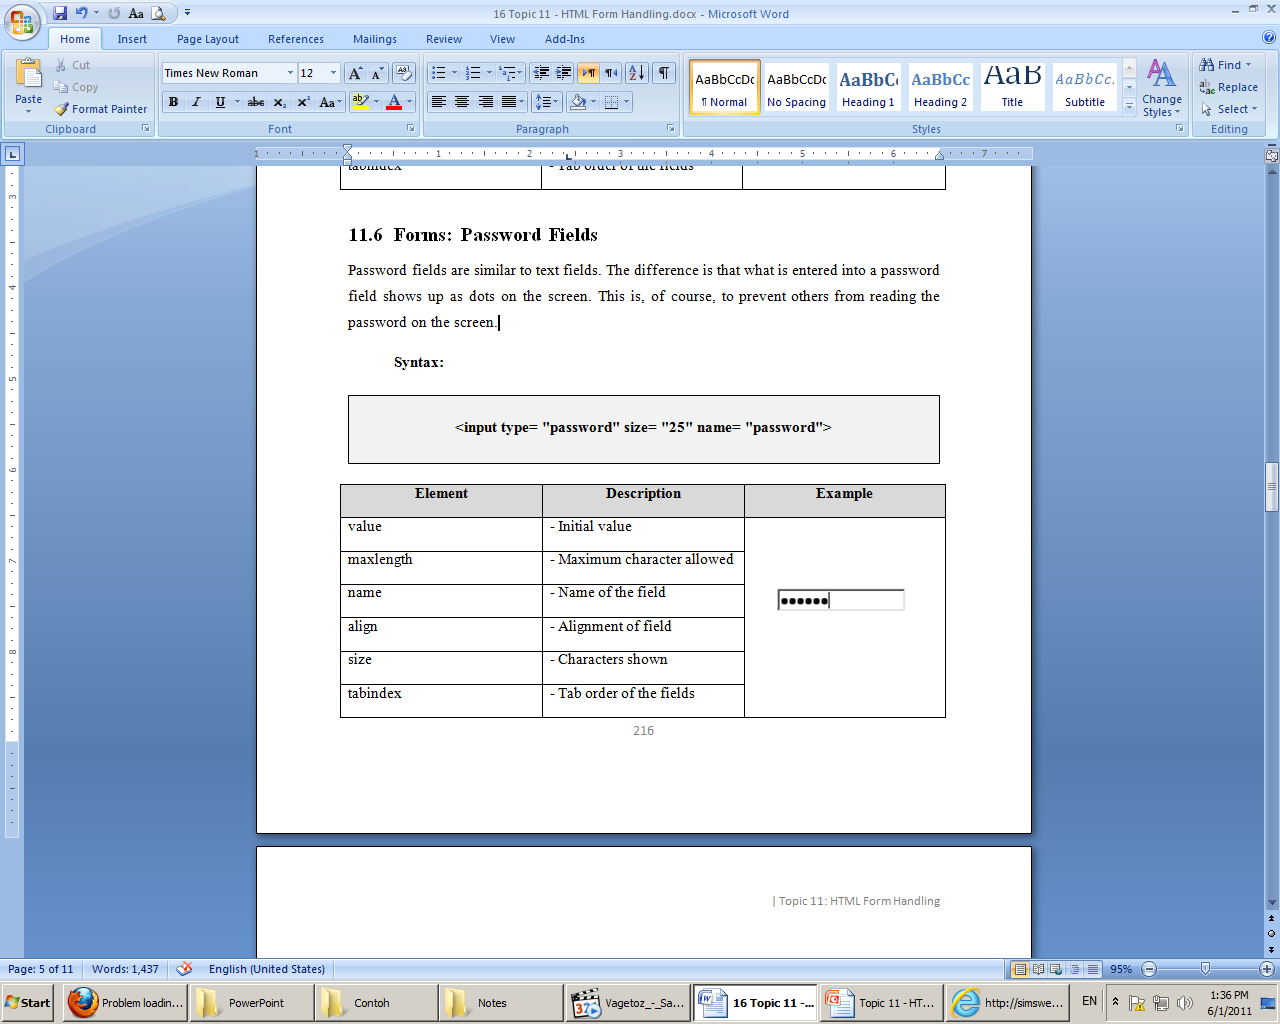 16 Topic 11 - HTML Form Handling.docx - Microsoft Word
Home Insert Page Layout References Mailings Review View Add-Ins
Paste
Cut
Copy
Format Painter
Clipboard
Times New Roman 12
Font
Paragraph
AaBbCcDc AaBbCcDc AaBbC AaBbCc AaB AaBbCc.
¶ Normal No Spacing Heading 1 Heading 2 Title Subtitle
Change Styles
Styles
Find
Replace
Select
Editing
tabindex - Tab order of the fields
11.6 Forms: Password Fields
Password fields are similar to text fields. The difference is that what is entered into a password
field shows up as dots on the screen. This is, of course, to prevent others from reading the
password on the screen.
Syntax:
<input type= "password" size= "25" name= "password">
Element Description Example
value - Initial value
maxlength - Maximum character allowed
name - Name of the field
align - Alignment of field
size - Characters shown
tabindex - Tab order of the fields
216
| Topic 11: HTML Form Handling
Page: 5 of 11 Words: 1,437 English (United States) 95%
Start Problem loadin... PowerPoint Contoh Notes Vagetoz_-_Sa... 16 Topic 11 -... Topic 11 - HT... http://simswe... EN 1:36 PM
6/1/2011